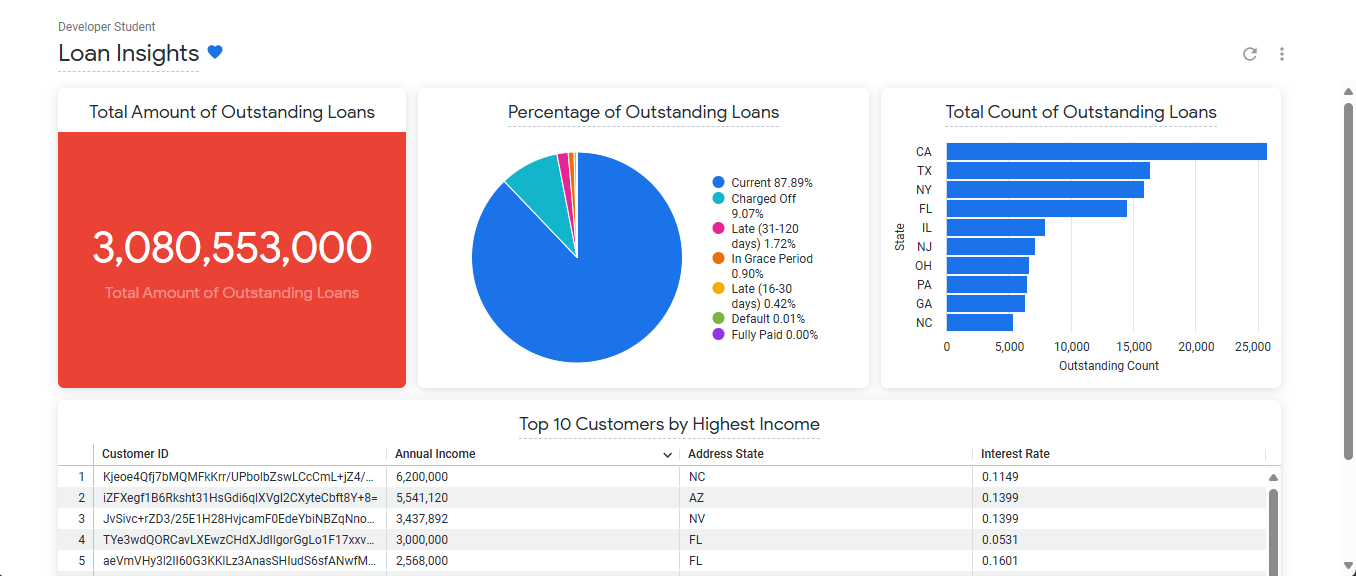 Developer Student
Loan Insights
Total Amount of Outstanding Loans
3,080,553,000
Total Amount of Outstanding Loans
Percentage of Outstanding Loans
Current 87.89%
Charged Off
9.07%
Late (31-120
days) 1.72%
In Grace Period
0.90%
Late (16-30
days) 0.42%
Default 0.01%
Fully Paid 0.00%
Total Count of Outstanding Loans
State
CA
TX
NY
FL
IL
NJ
OH
PA
GA
NC
0 5,000 10,000 15,000 20,000 25,000
Outstanding Count
Top 10 Customers by Highest Income
Customer ID Annual Income Address State Interest Rate
1 Kjeoe4Qfj7bMQMFkKrr/UPbolbZswLCcCmL+jZ4/... 6,200,000 NC 0.1149
2 iZFXegf1B6Rksht31HsGdi6qlXVgI2CXyteCbft8Y+8= 5,541,120 AZ 0.1399
3 JvSivc+rZD3/25E1H28HvjcamF0EdeYbiNBZqNno... 3,437,892 NV 0.1399
4 TYe3wdQORCavLXEwzCHdXJdlIgorGgLo1F17xxv... 3,000,000 FL 0.0531
5 aeVmVHy3l2II60G3KKlLz3AnasSHIudS6sfANwfM... 2,568,000 FL 0.1601